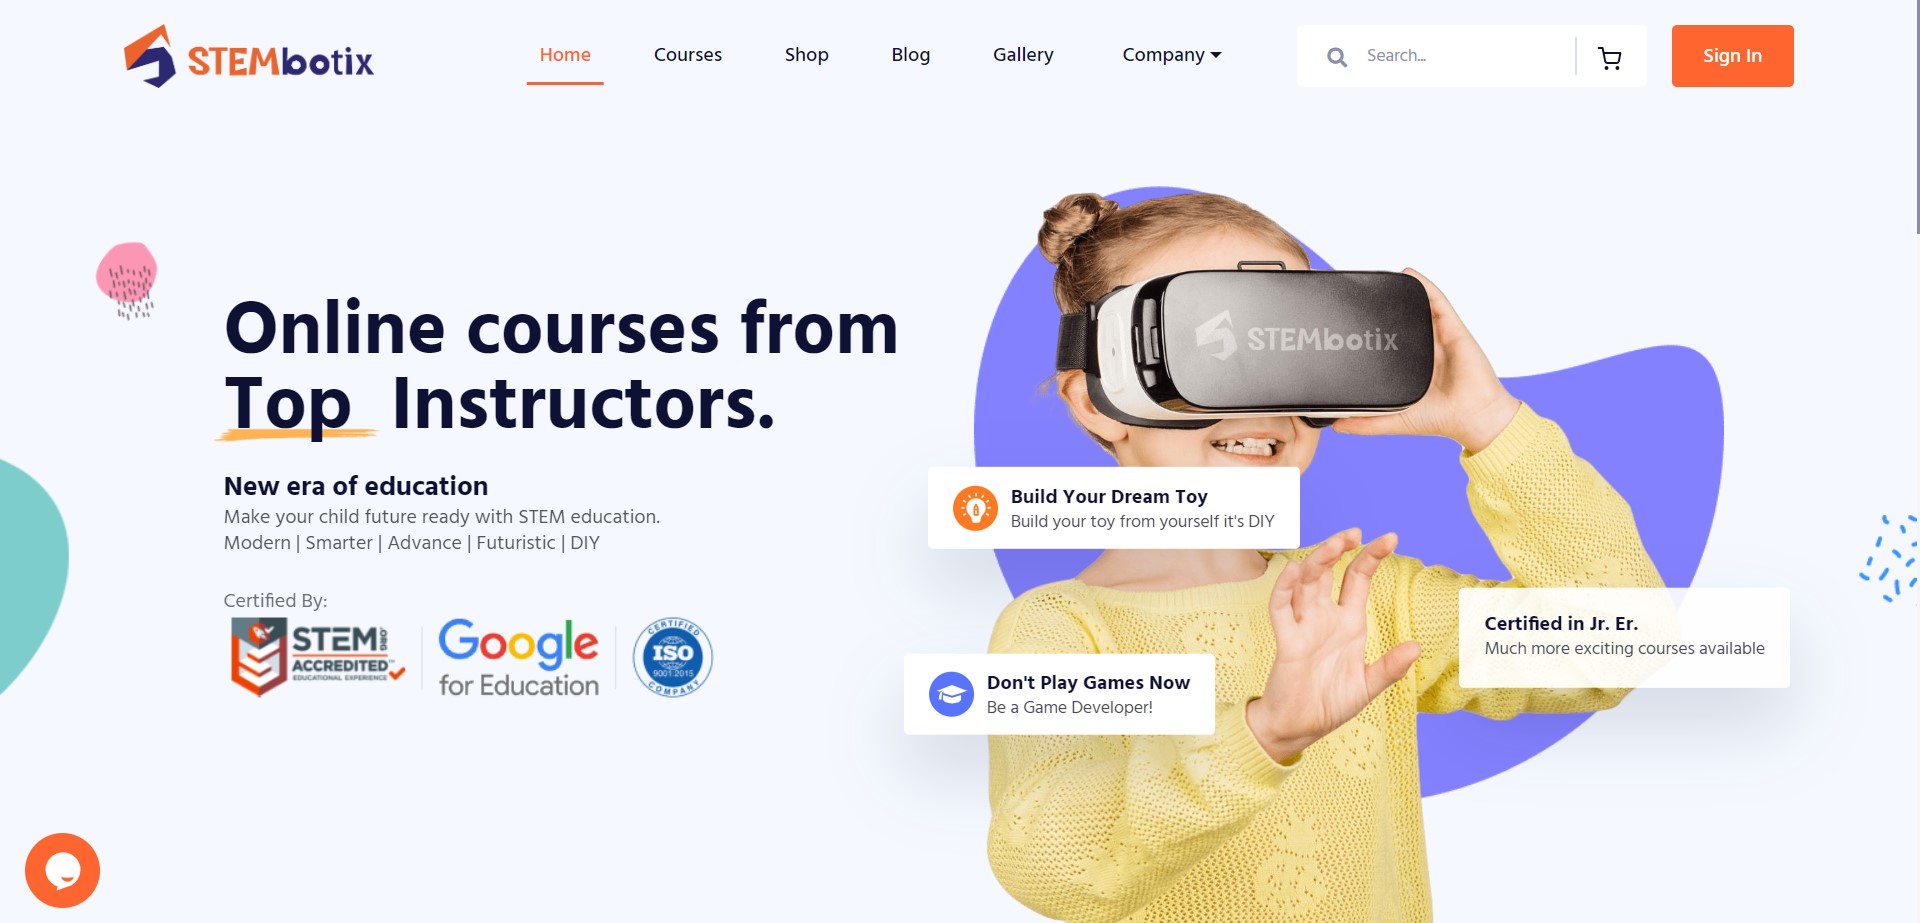 STEMbotix
Home
Courses
Shop
Blog
Gallery
Company
Search...
Sign In
STEMbotix
Online courses from
Top Instructors.
New era of education
Make your child future ready with STEM education.
Modern | Smarter | Advance | Futuristic | DIY
Certified By:
STEM.ORG
ACCREDITED™
EDUCATIONAL EXPERIENCE
Google
for Education
CERTIFIED
ISO
9001:2015
COMPANY
Build Your Dream Toy
Build your toy from yourself it's DIY
Don't Play Games Now
Be a Game Developer!
Certified in Jr. Er.
Much more exciting courses available